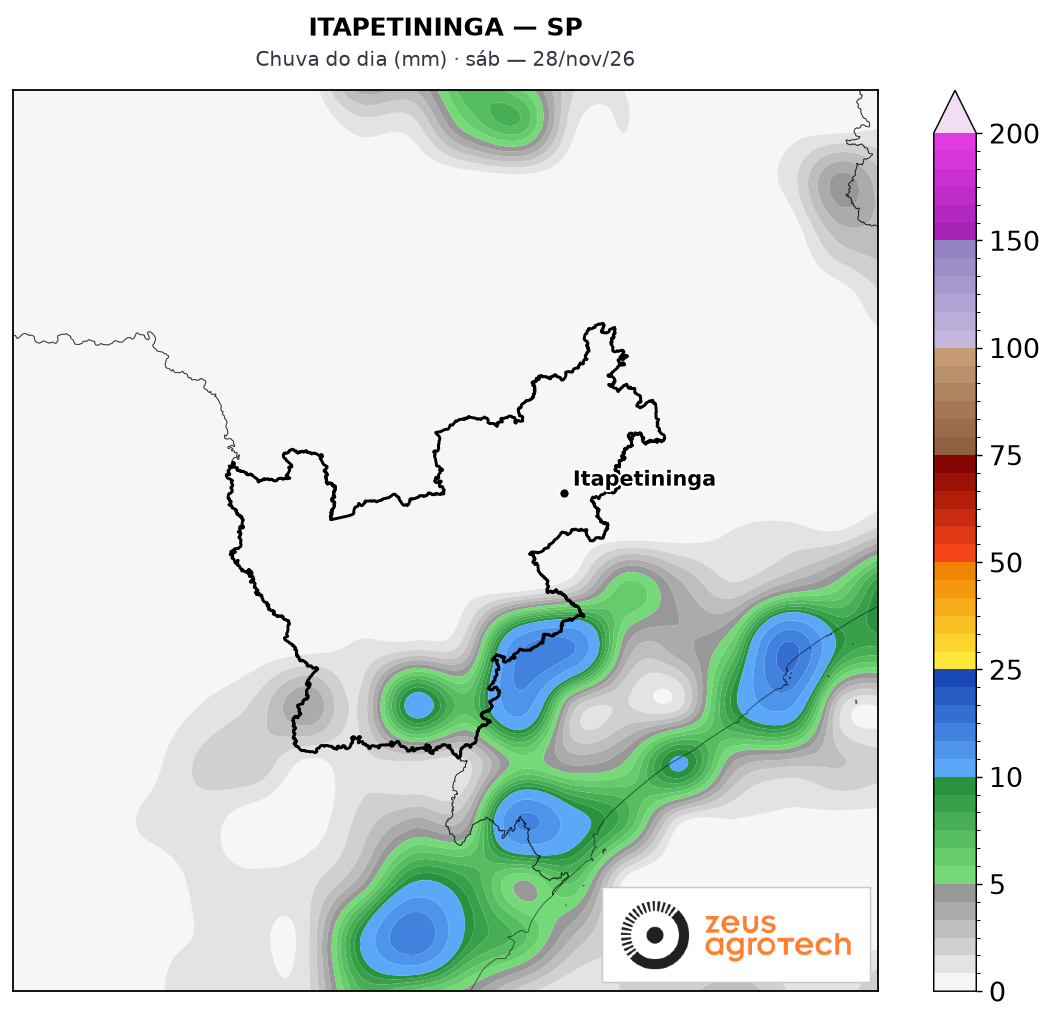 ITAPETININGA — SP
Chuva do dia (mm) · sáb — 28/nov/26
200
150
100
75
50
25
10
5
0
Itapetininga
zeus
agrotech